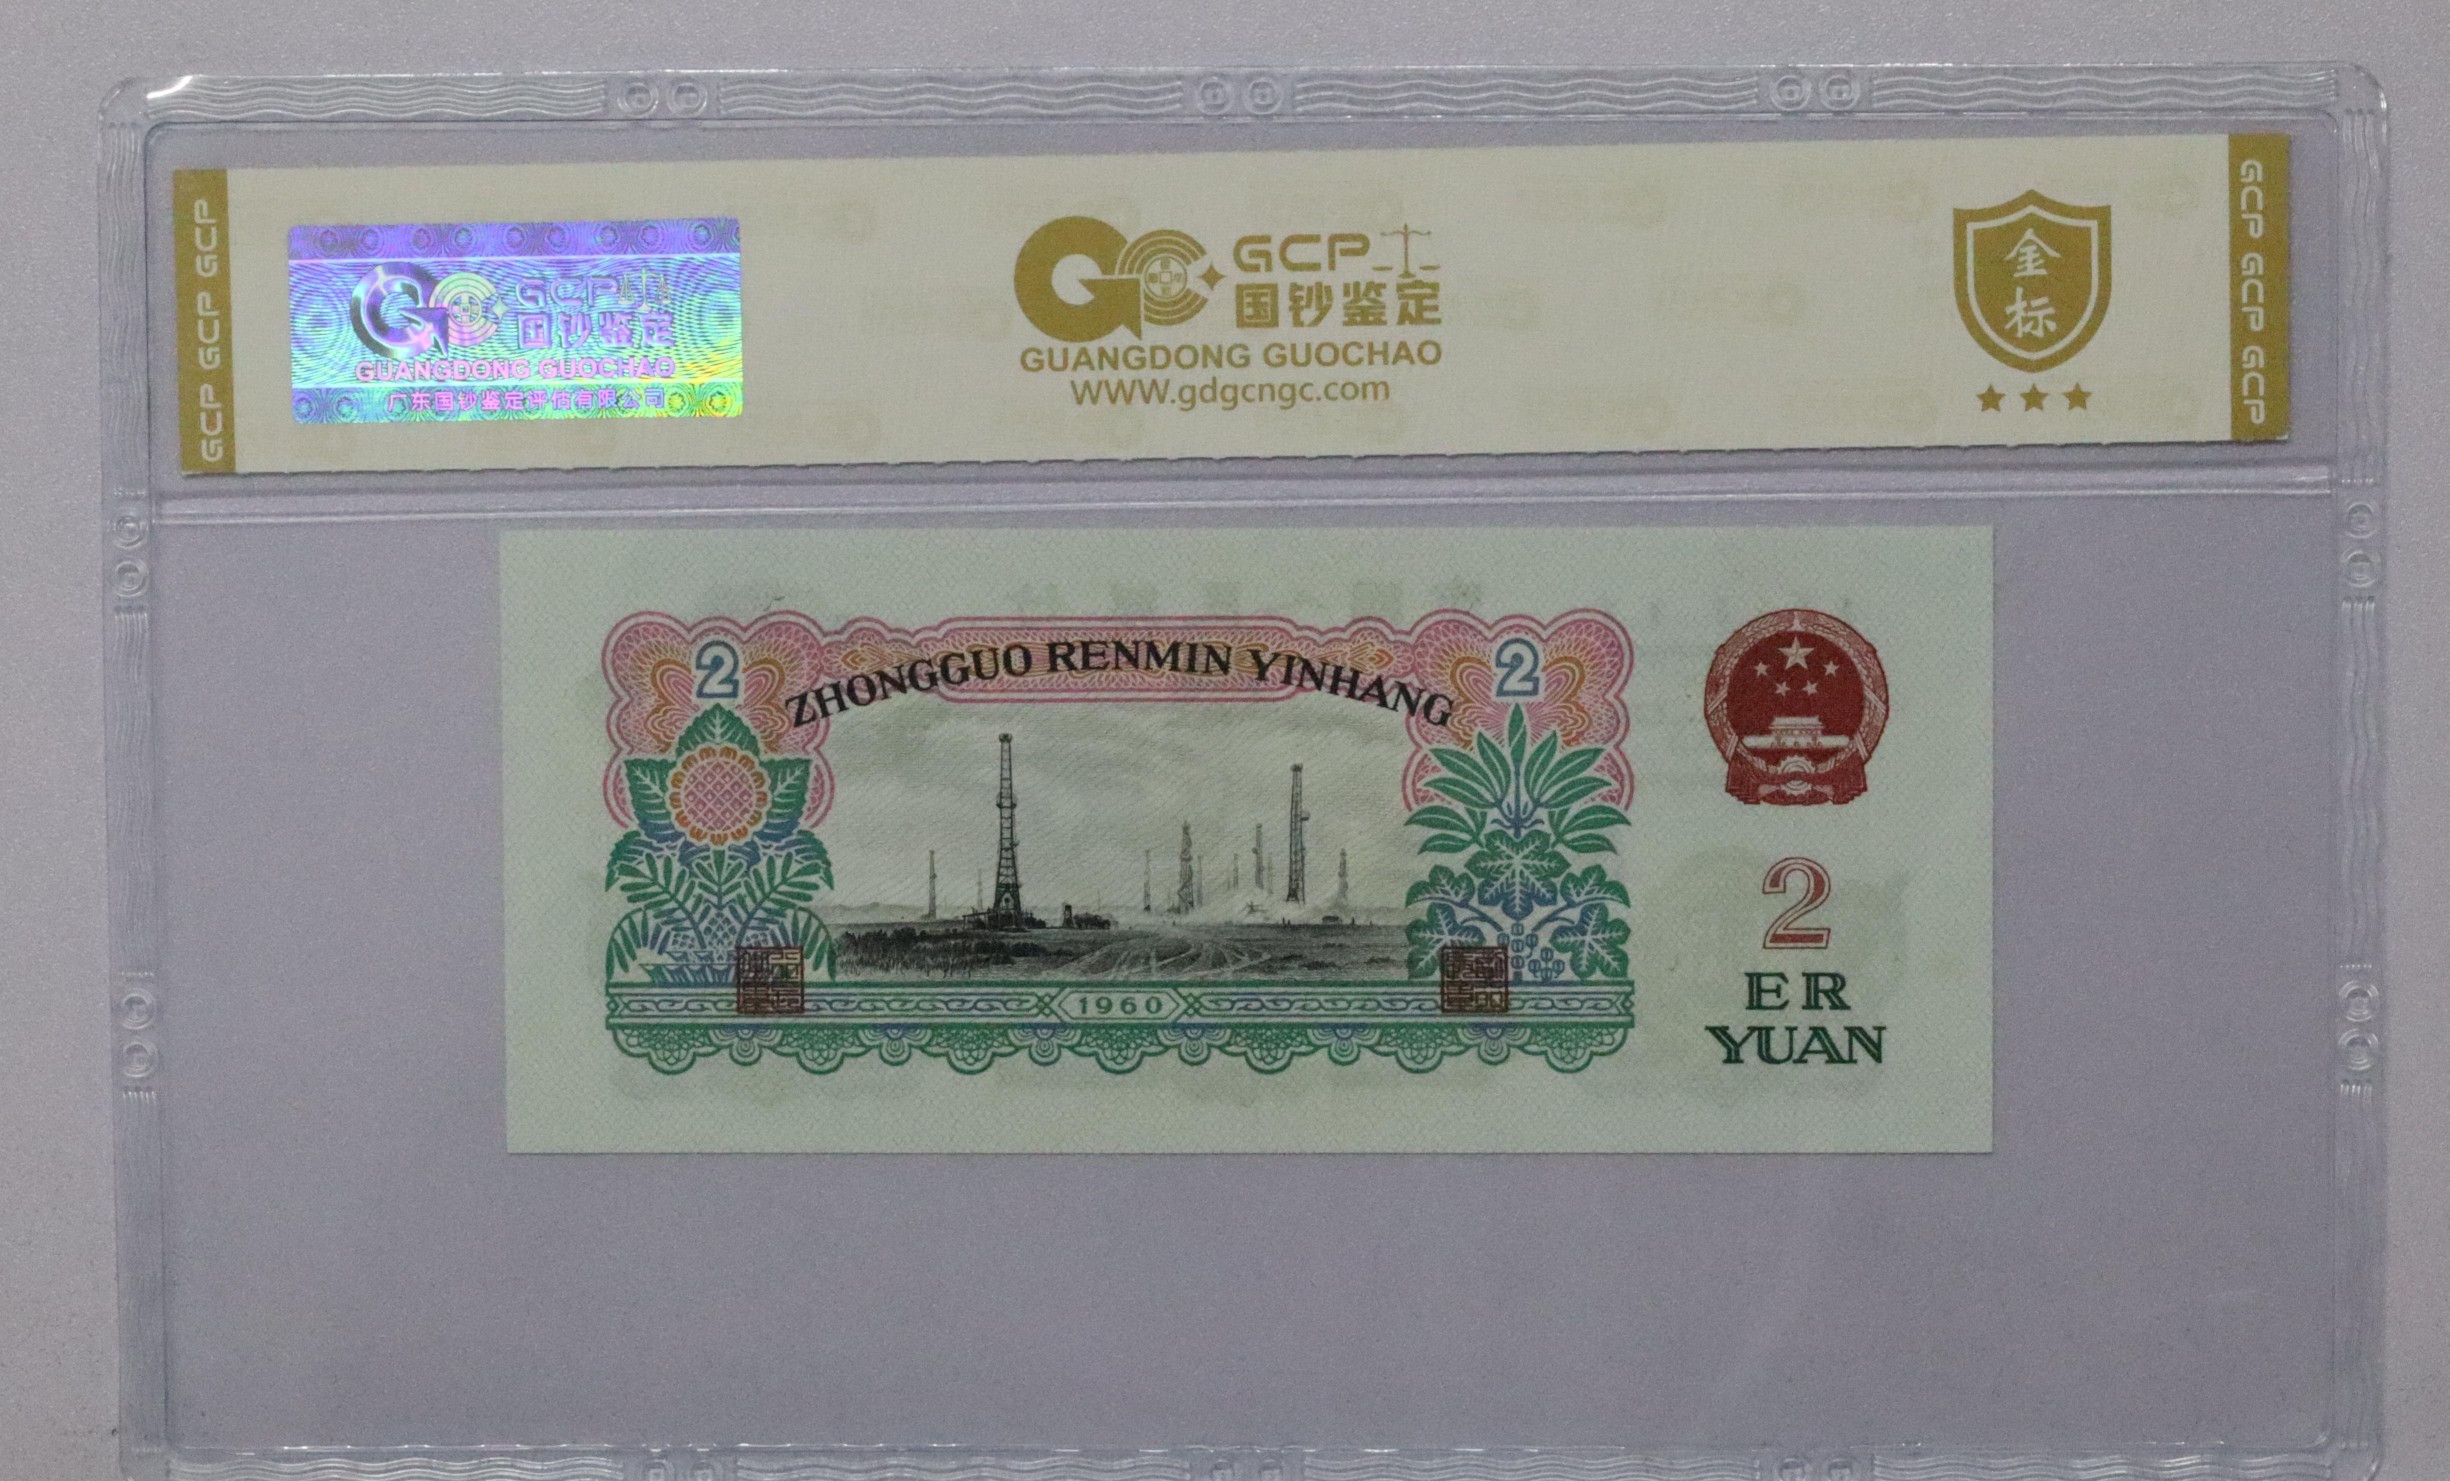 GCP GCP GCP
GCP
国钞鉴定
GUANGDONG GUOCHAO
广东国钞鉴定评估有限公司
GCP
国钞鉴定
GUANGDONG GUOCHAO
WWW.gdgcngc.com
金
标
GCP GCP GCP
ZHONGGUO RENMIN YINHANG
2
2
1960
2
ER
YUAN